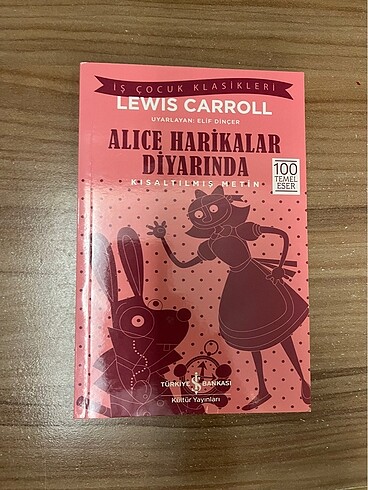 İŞ ÇOCUK KLASİKLERİ
LEWIS CARROLL
UYARLAYAN: ELİF DİNÇER
ALICE HARİKALAR
DİYARINDA
KISALTILMIŞ METİN
100
TEMEL
ESER
TÜRKİYE İŞ BANKASI
Kültür Yayınları